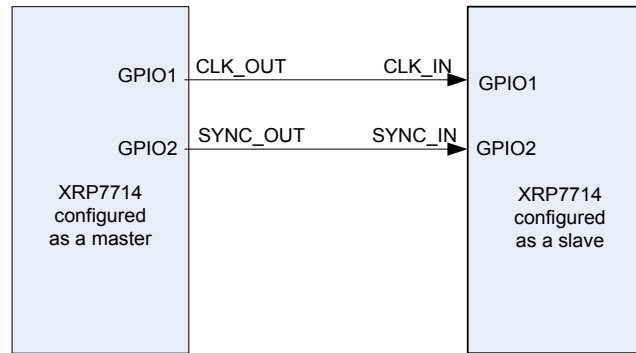 GPIO1
CLK_OUT
CLK_IN
GPIO1
GPIO2
SYNC_OUT
SYNC_IN
GPIO2
XRP7714
configured
as a master
XRP7714
configured
as a slave